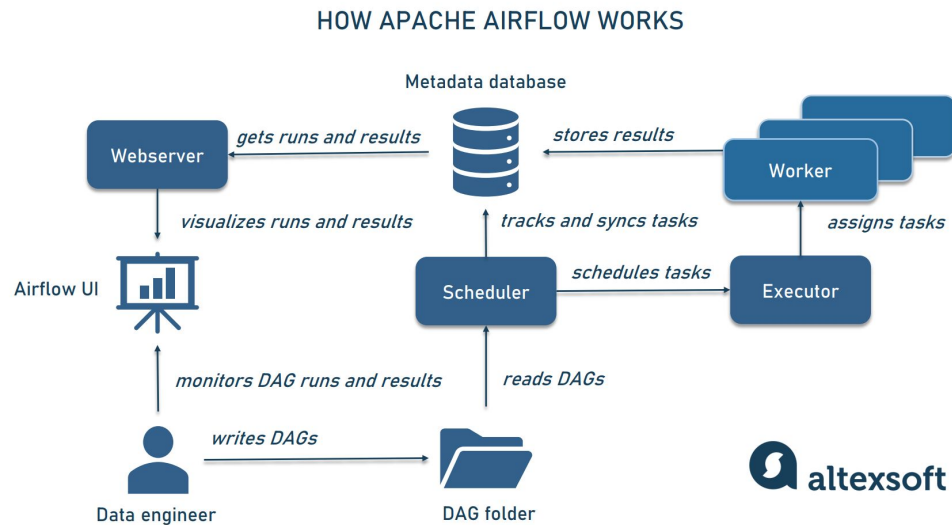 HOW APACHE AIRFLOW WORKS
Metadata database
gets runs and results
stores results
Webserver
Worker
visualizes runs and results
tracks and syncs tasks
assigns tasks
Airflow UI
Scheduler
schedules tasks
Executor
monitors DAG runs and results
reads DAGs
writes DAGs
Data engineer
DAG folder
altexsoft